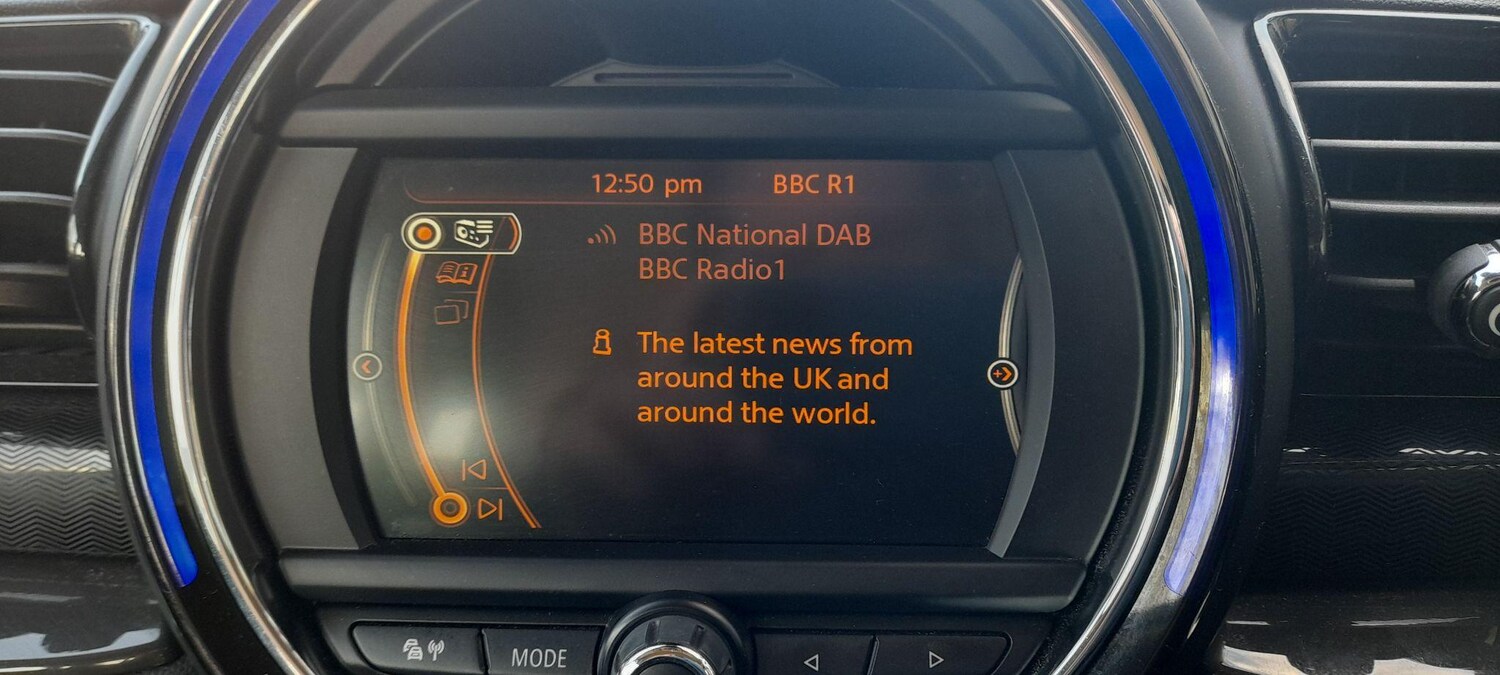 12:50 pm BBC R1
BBC National DAB
BBC Radio1
The latest news from
around the UK and
around the world.
MODE